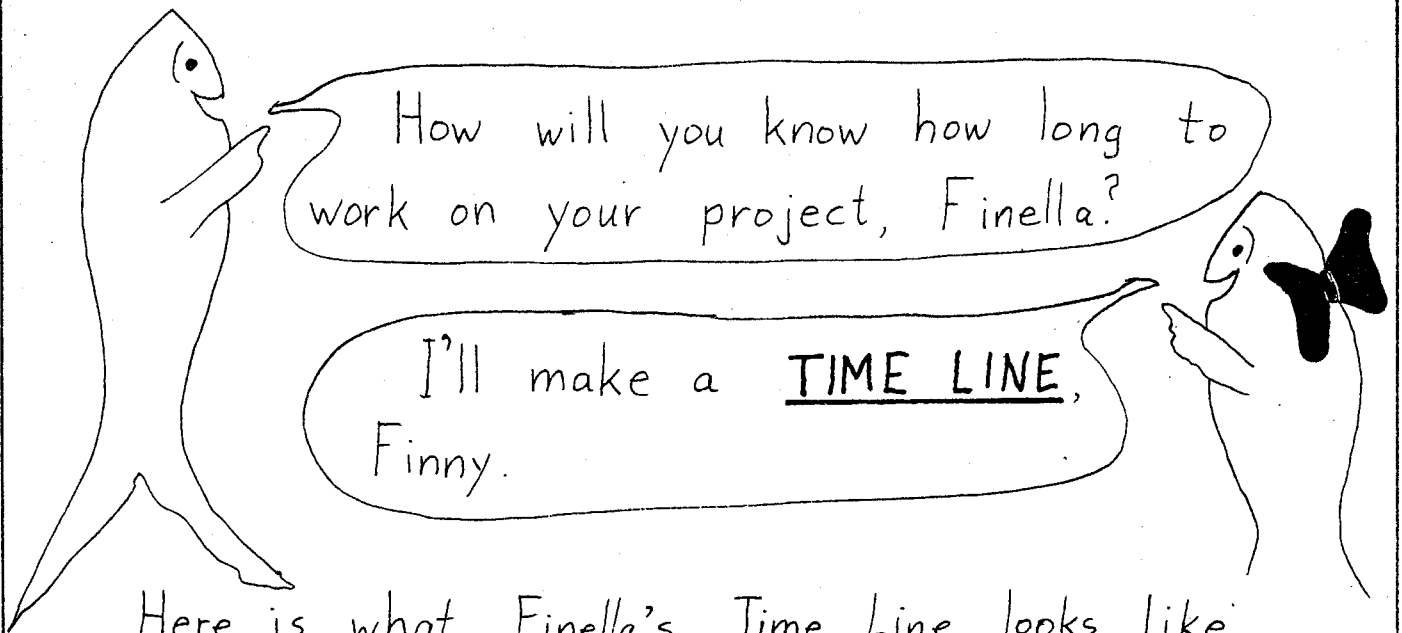 How will you know how long to
work on your project, Finella?
I'll make a TIME LINE,
Finny.
Here is what Finella's Time Line looks like